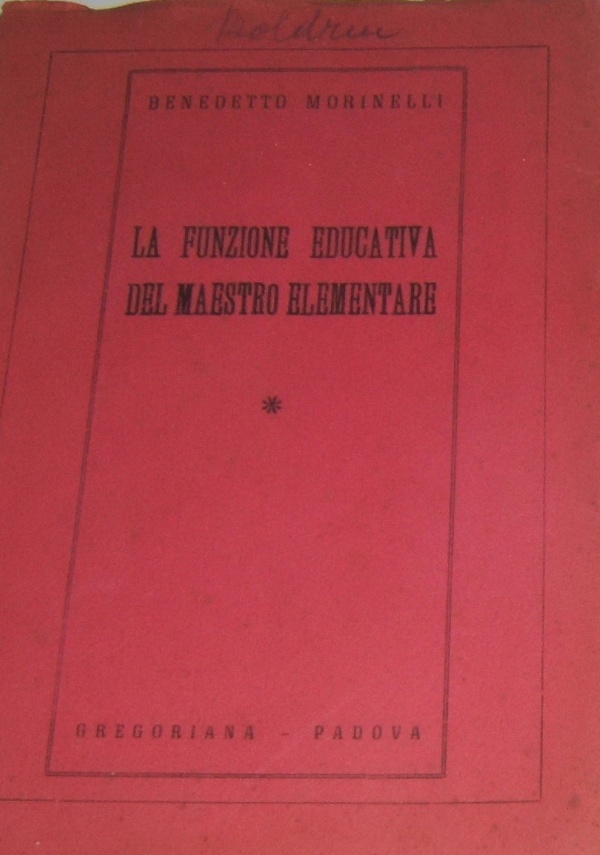 Boldrin
BENEDETTO MORINELLI
LA FUNZIONE EDUCATIVA
DEL MAESTRO ELEMENTARE
*
GREGORIANA - PADOVA